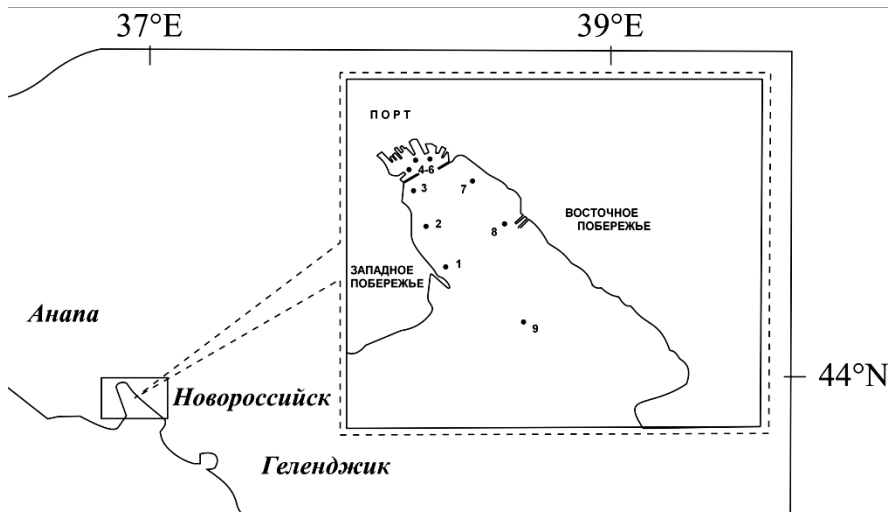 37°E
39°E
ПОРТ
4-6
3
7
2
8
ВОСТОЧНОЕ
ПОБЕРЕЖЬЕ
1
ЗАПАДНОЕ
ПОБЕРЕЖЬЕ
9
Анапа
44°N
Новороссийск
Геленджик